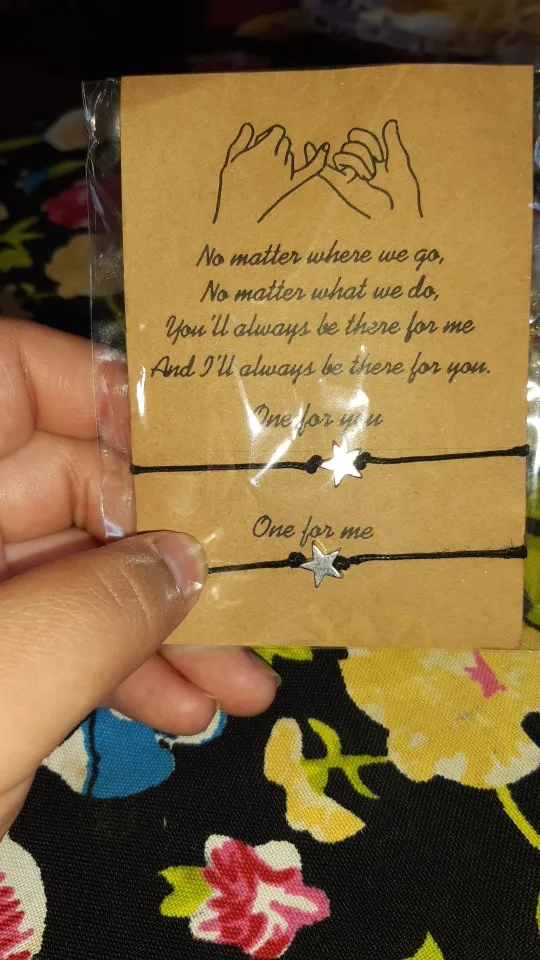 No matter where we go,
No matter what we do,
You'll always be there for me
And I'll always be there for you.
One for you
One for me